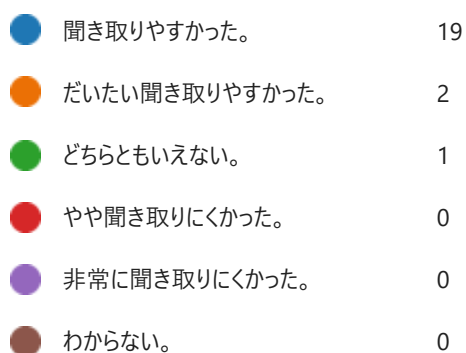 聞き取りやすかった。 19
だいたい聞き取りやすかった。 2
どちらともいえない。 1
やや聞き取りにくかった。 0
非常に聞き取りにくかった。 0
わからない。 0